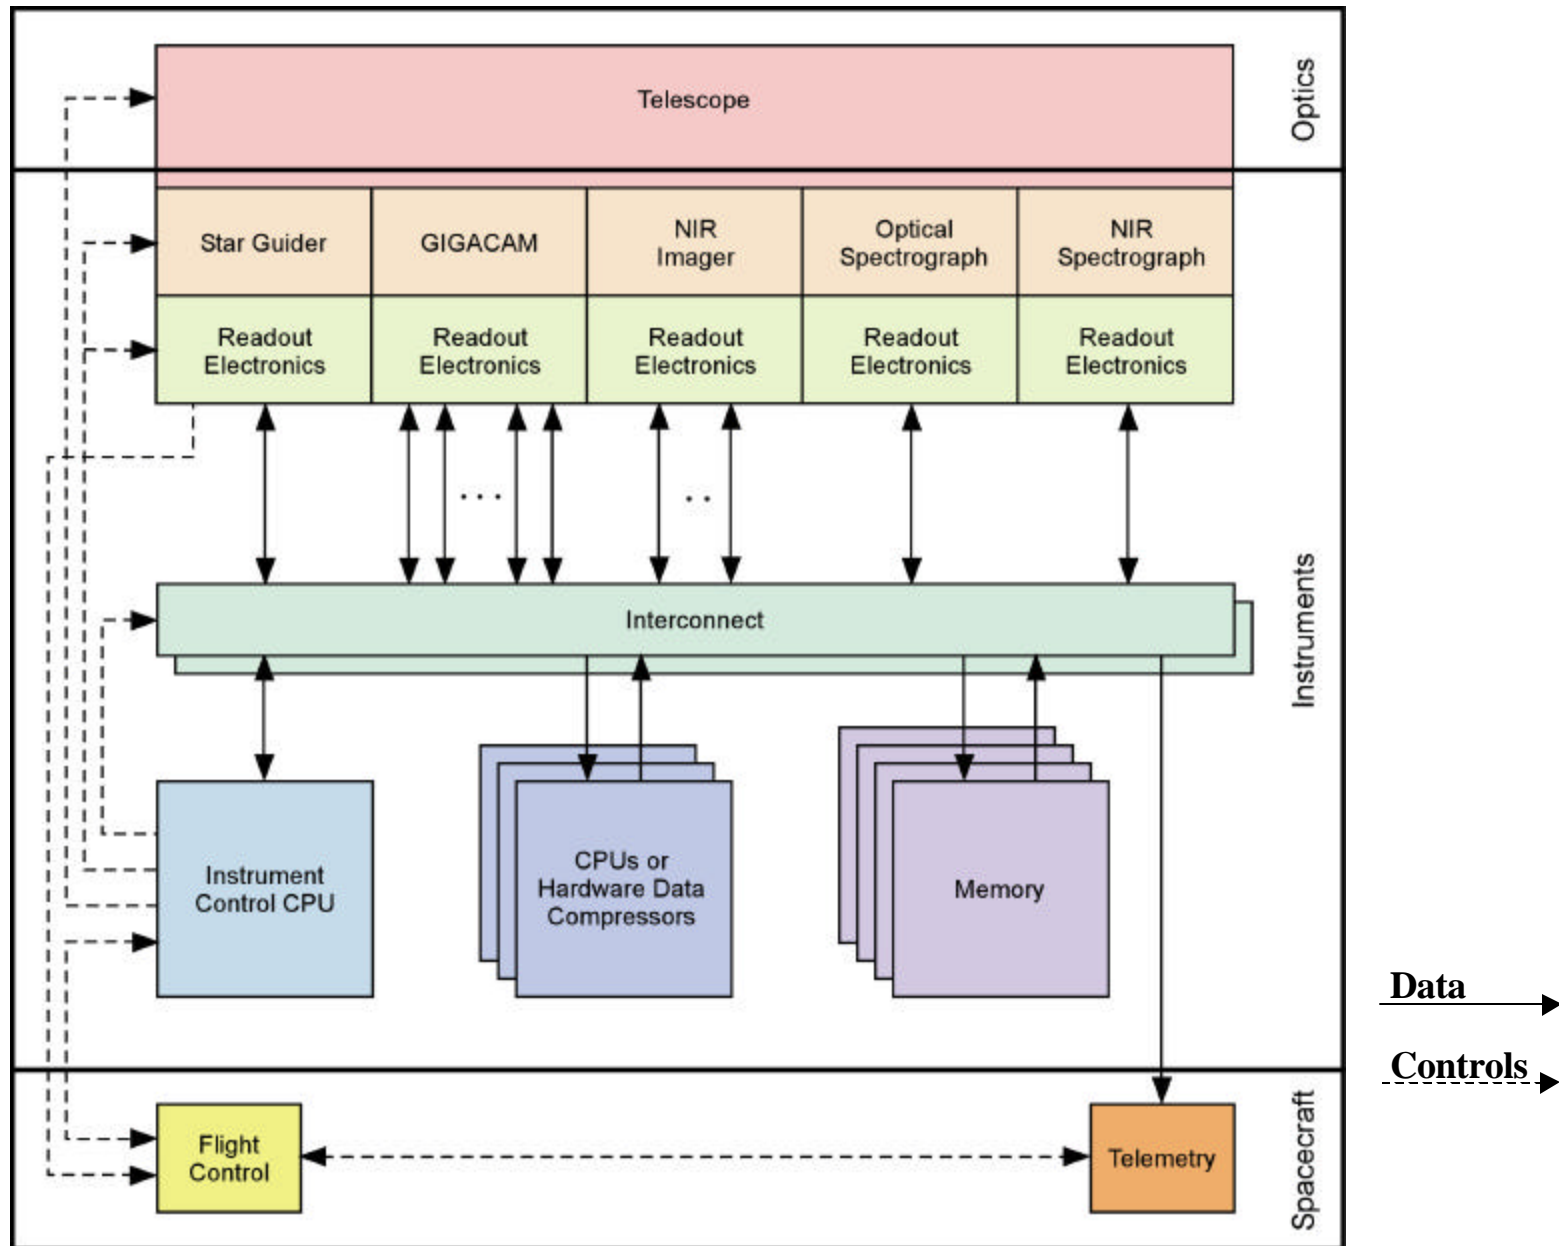 Telescope
Optics
Star Guider
GIGACAM
NIR
Imager
Optical
Spectrograph
NIR
Spectrograph
Readout
Electronics
Readout
Electronics
Readout
Electronics
Readout
Electronics
Readout
Electronics
. . .
. .
Interconnect
Instruments
Instrument
Control CPU
CPUs or
Hardware Data
Compressors
Memory
Data
Controls
Flight
Control
Telemetry
Spacecraft